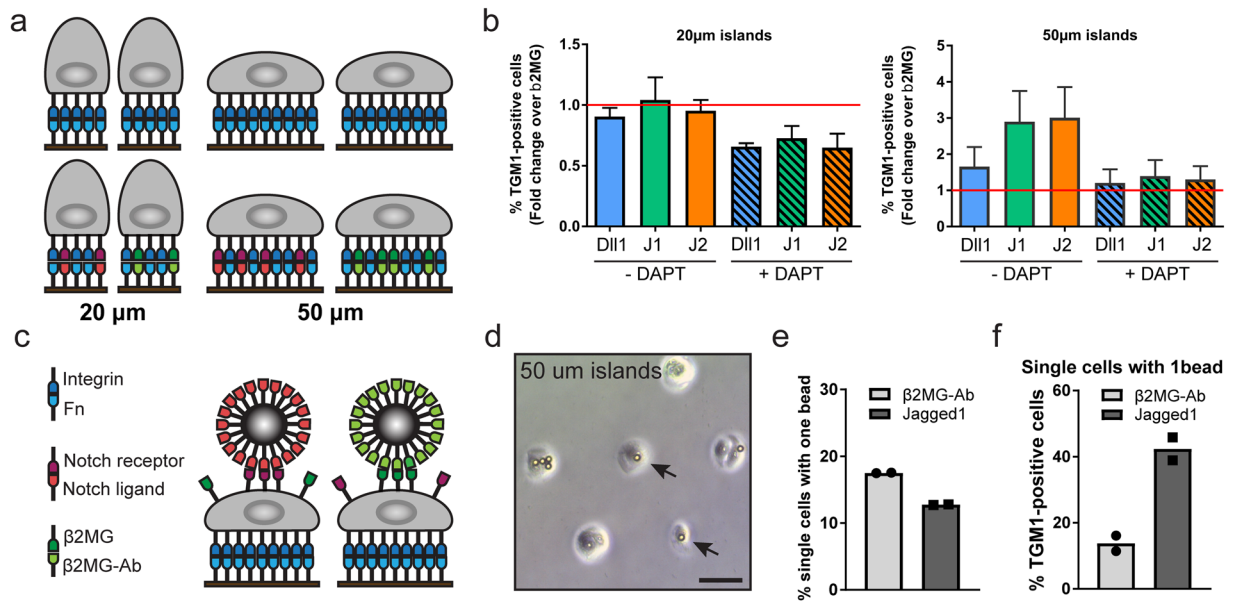 a
20 µm
50 µm
b
20µm islands
% TGM1-positive cells
(Fold change over b2MG)
1.5
1.0
0.5
0.0
Dll1 J1 J2 Dll1 J1 J2
- DAPT + DAPT
50µm islands
% TGM1-positive cells
(Fold change over b2MG)
5
4
3
2
1
0
Dll1 J1 J2 Dll1 J1 J2
- DAPT + DAPT
c
Integrin
Fn
Notch receptor
Notch ligand
β2MG
β2MG-Ab
d
50 um islands
e
% single cells with one bead
30
20
10
0
β2MG-Ab
Jagged1
f
Single cells with 1bead
% TGM1-positive cells
60
40
20
0
β2MG-Ab
Jagged1